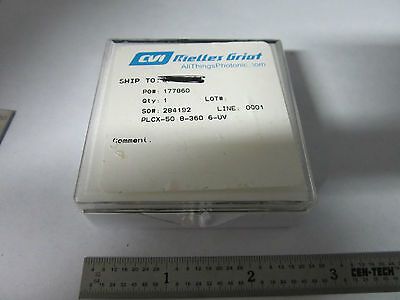 CVI Melles Griot
AllThingsPhotonic.com
SHIP TO:
PO#: 177860
Qty: 1 LOT#:
SO#: 284192 LINE: 0001
PLCX-50.8-360.6-UV
Comment:
1 2 3
CEN-TECH